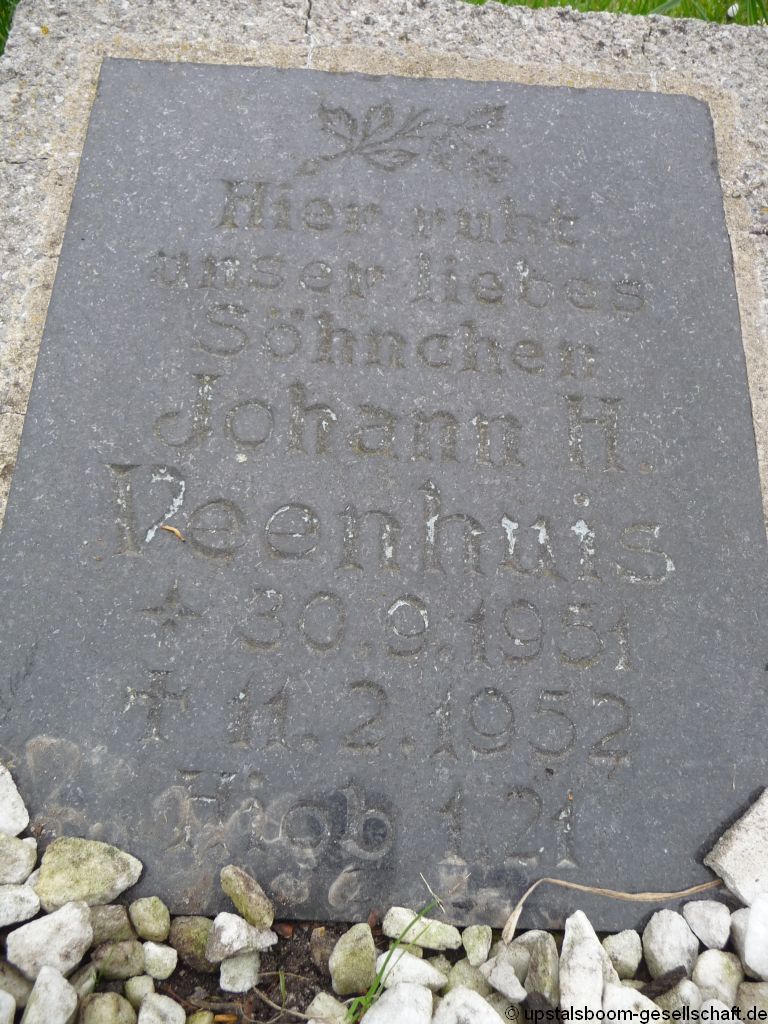 Hier ruht
unser liebes
Söhnchen
Johann H.
Veenhuis
30.9.1951
† 11.2.1952
Hiob 1.21
© upstalsboom-gesellschaft.de